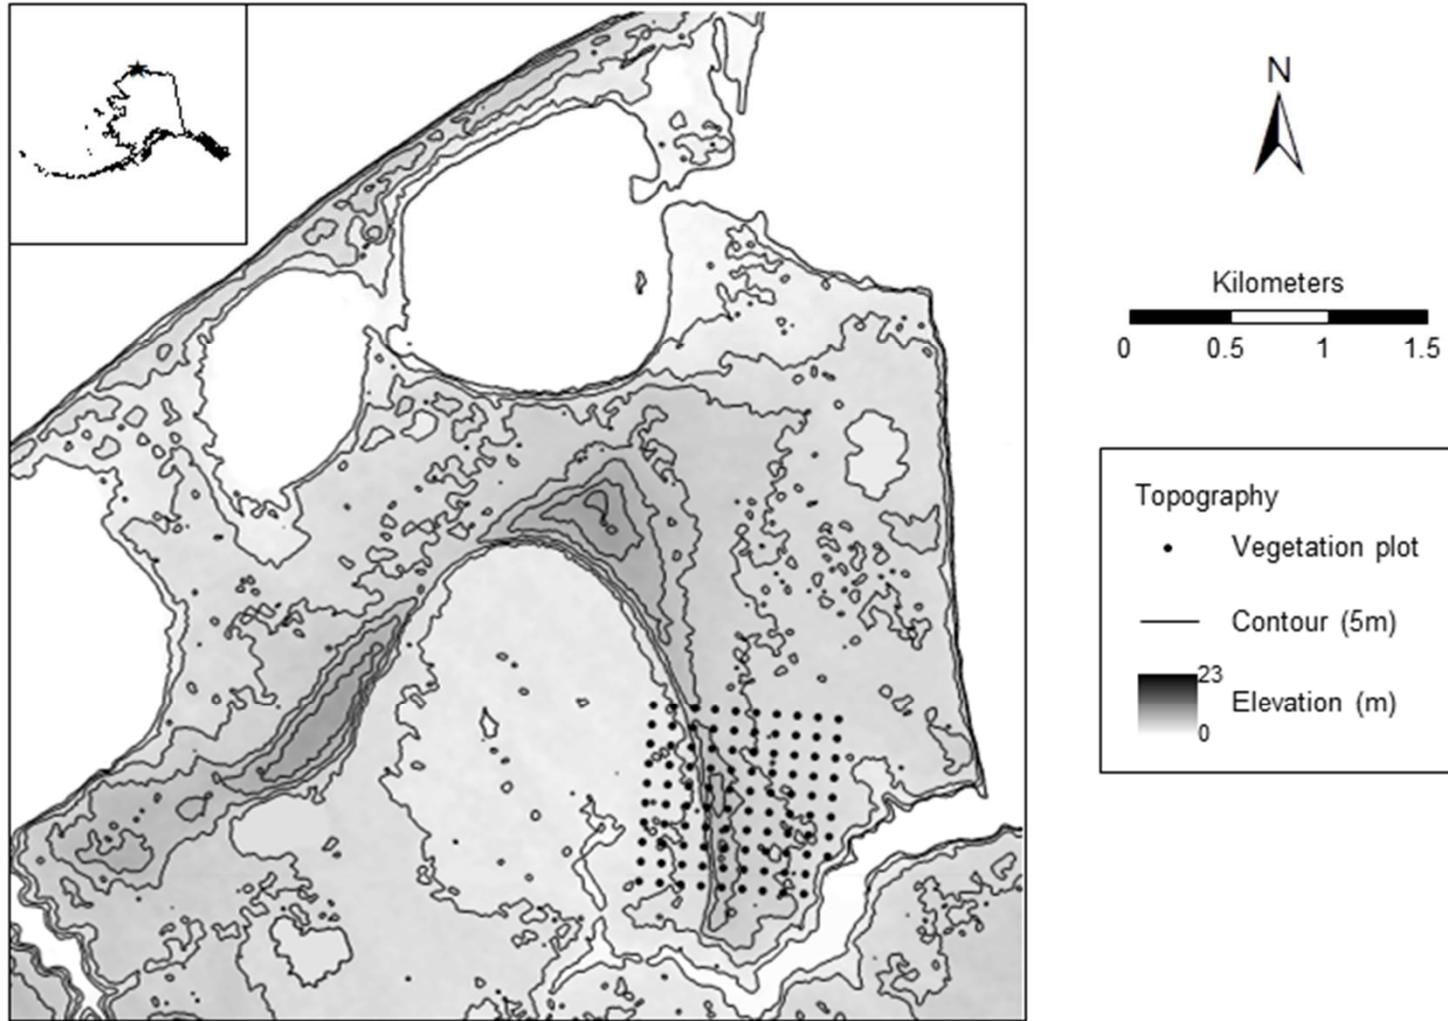 N
Kilometers
0 0.5 1 1.5
Topography
Vegetation plot
Contour (5m)
23
Elevation (m)
0